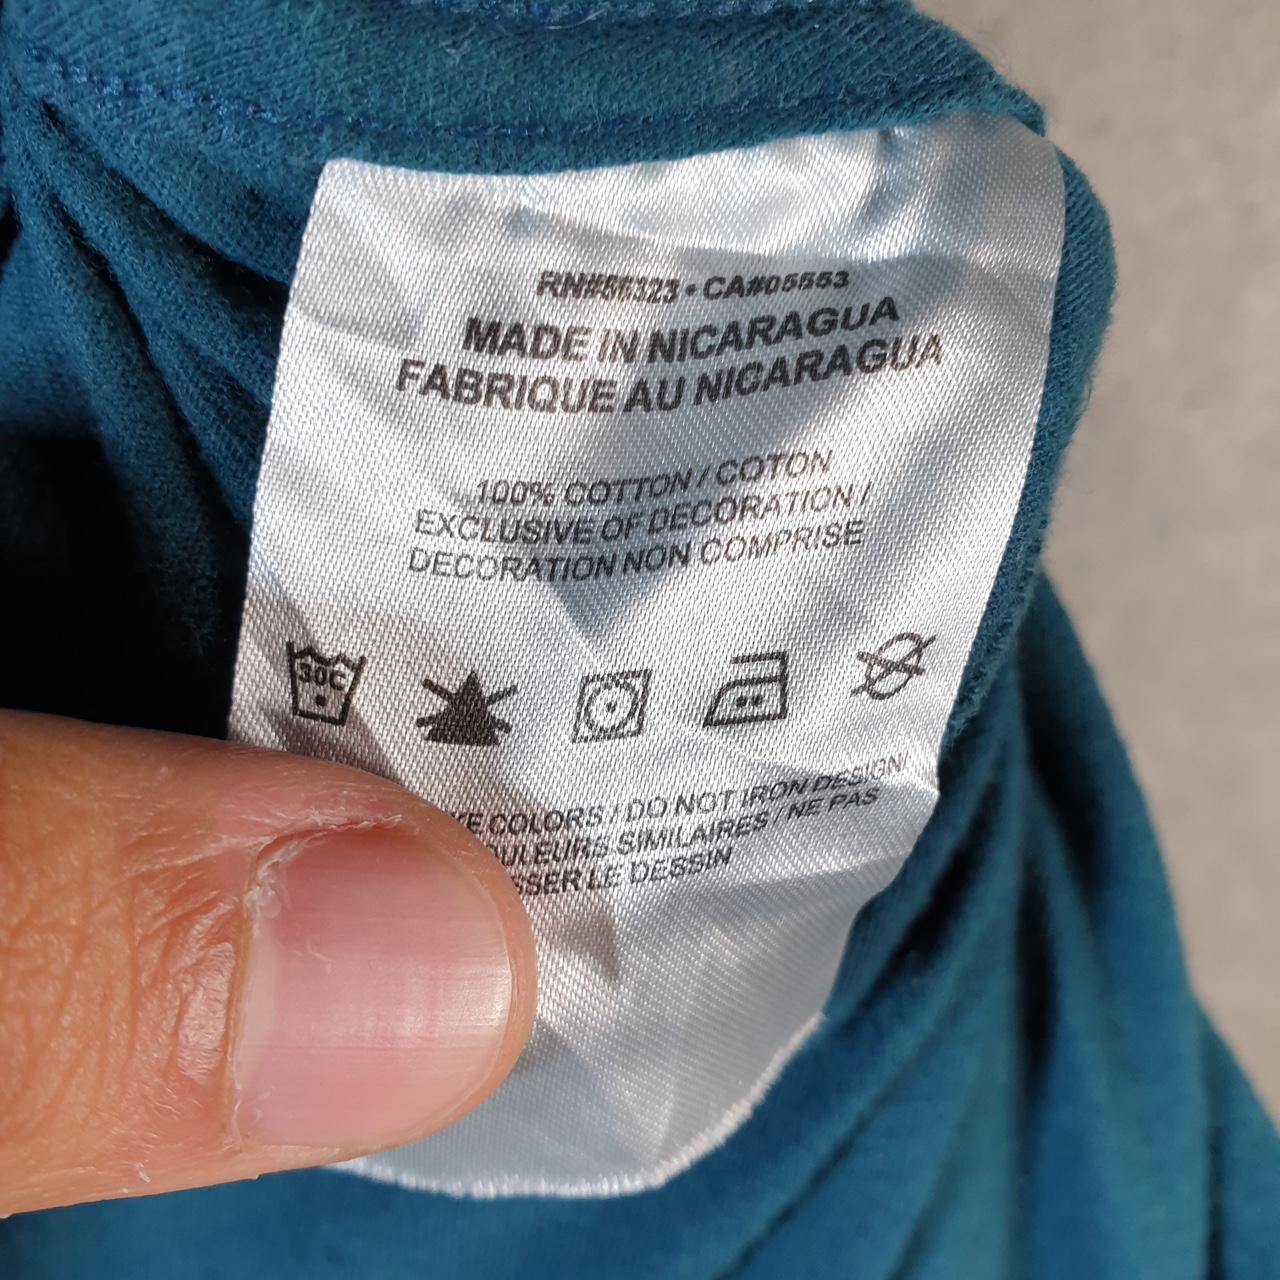 RN#56323 • CA#05553
MADE IN NICARAGUA
FABRIQUE AU NICARAGUA
100% COTTON / COTON
EXCLUSIVE OF DECORATION /
DECORATION NON COMPRISE
30C
COLORS / DO NOT IRON DESIGN/
SIMILAIRES / NE PAS
LE DESSIN